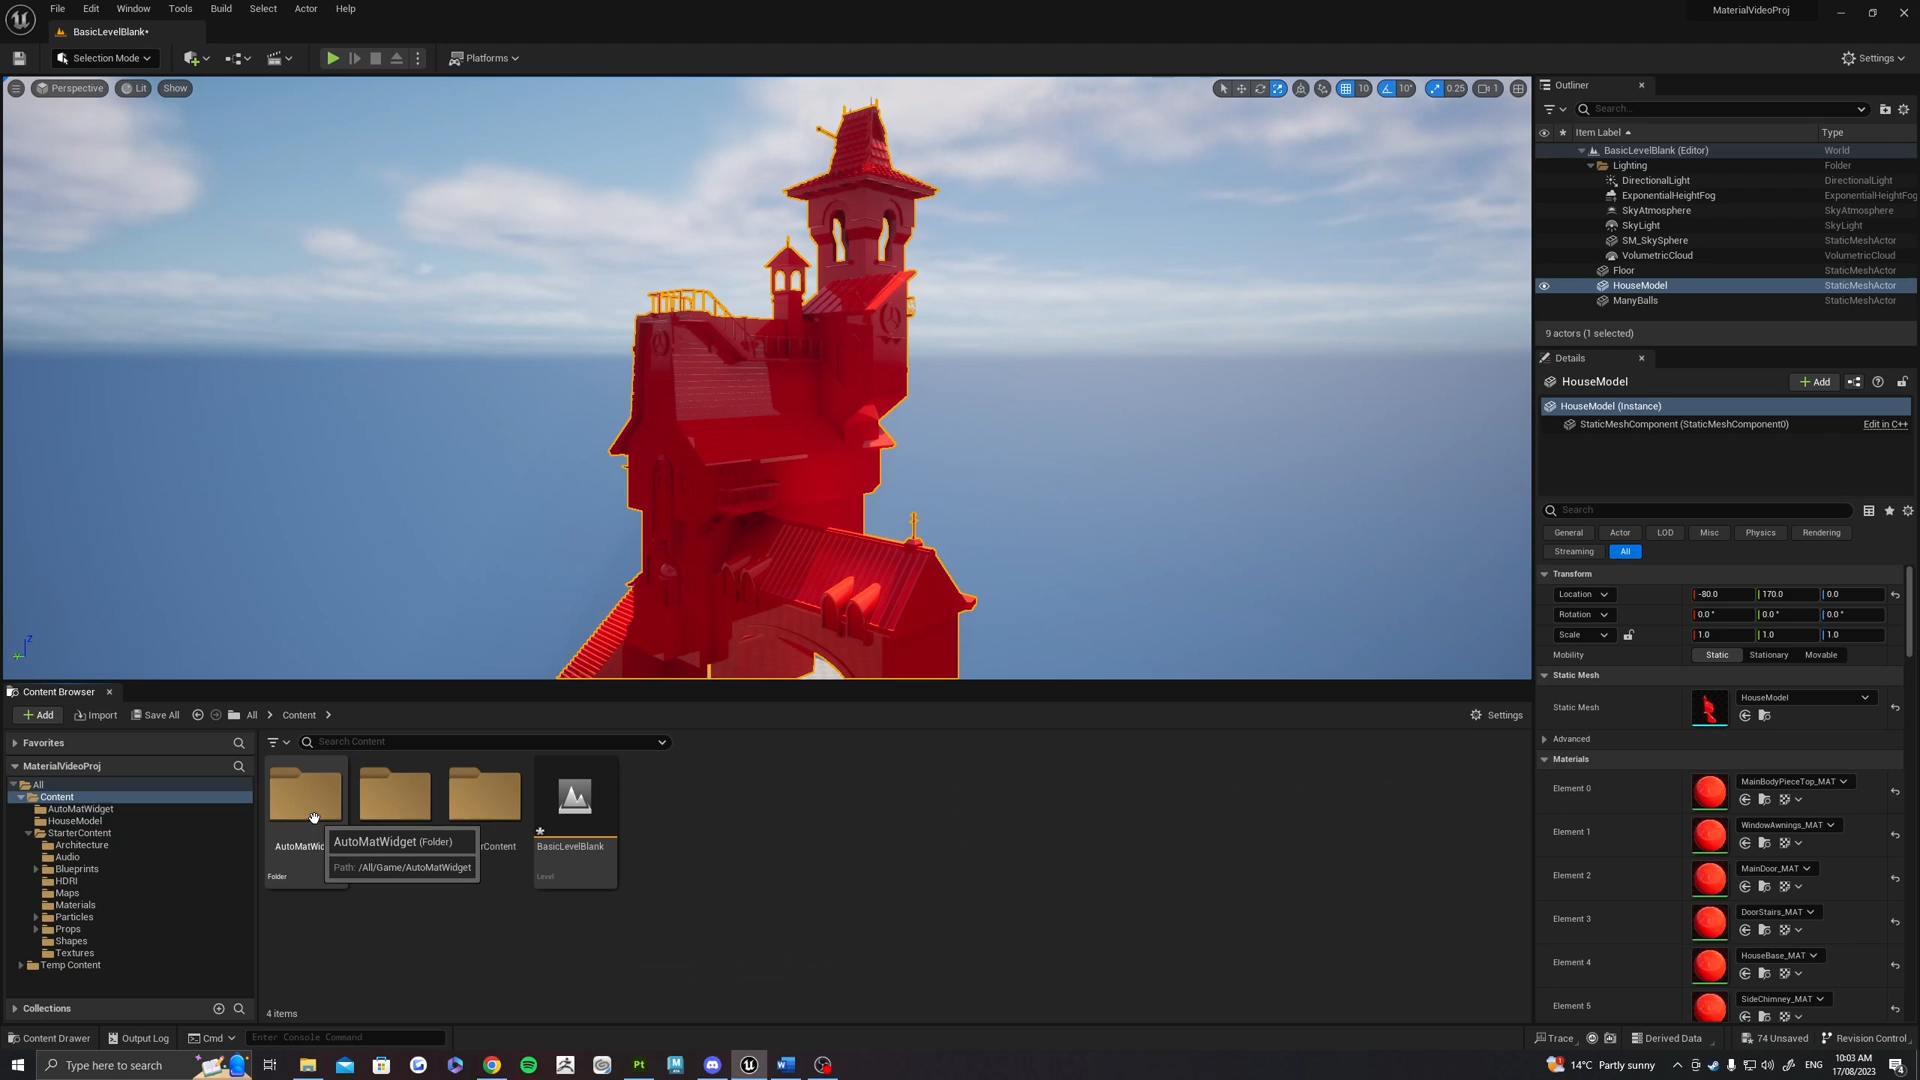 File Edit Window Tools Build Select Actor Help
MaterialVideoProj
BasicLevelBlank*
Selection Mode
Platforms
Settings
Perspective Lit Show
10 10° 0.25 1
Outliner
Search...
Item Label Type
BasicLevelBlank (Editor) World
Lighting Folder
DirectionalLight DirectionalLight
ExponentialHeightFog ExponentialHeightFog
SkyAtmosphere SkyAtmosphere
SkyLight SkyLight
SM_SkySphere StaticMeshActor
VolumetricCloud VolumetricCloud
Floor StaticMeshActor
HouseModel StaticMeshActor
ManyBalls StaticMeshActor
9 actors (1 selected)
Details
HouseModel
Add
HouseModel (Instance)
StaticMeshComponent (StaticMeshComponent0) Edit in C++
Search
General Actor LOD Misc Physics Rendering
Streaming All
Transform
Location -80.0 170.0 0.0
Rotation 0.0° 0.0° 0.0°
Scale 1.0 1.0 1.0
Mobility Static Stationary Movable
Static Mesh
Static Mesh HouseModel
Advanced
Materials
Element 0 MainBodyPieceTop_MAT
Element 1 WindowAwnings_MAT
Element 2 MainDoor_MAT
Element 3 DoorStairs_MAT
Element 4 HouseBase_MAT
Element 5 SideChimney_MAT
Z
Content Browser
Add Import Save All All Content Settings
Favorites
Search Content
MaterialVideoProj
All
Content
AutoMatWidget
HouseModel
StarterContent
Architecture
Audio
Blueprints
HDRI
Maps
Materials
Particles
Props
Shapes
Textures
Temp Content
Collections
AutoMatWid
Folder
AutoMatWidget (Folder)
Path: /All/Game/AutoMatWidget
rContent
BasicLevelBlank
Level
4 items
Content Drawer Output Log Cmd Enter Console Command
Trace Derived Data 74 Unsaved Revision Control
Type here to search
Pt
M
W
14°C Partly sunny
ENG
10:03 AM
17/08/2023
4